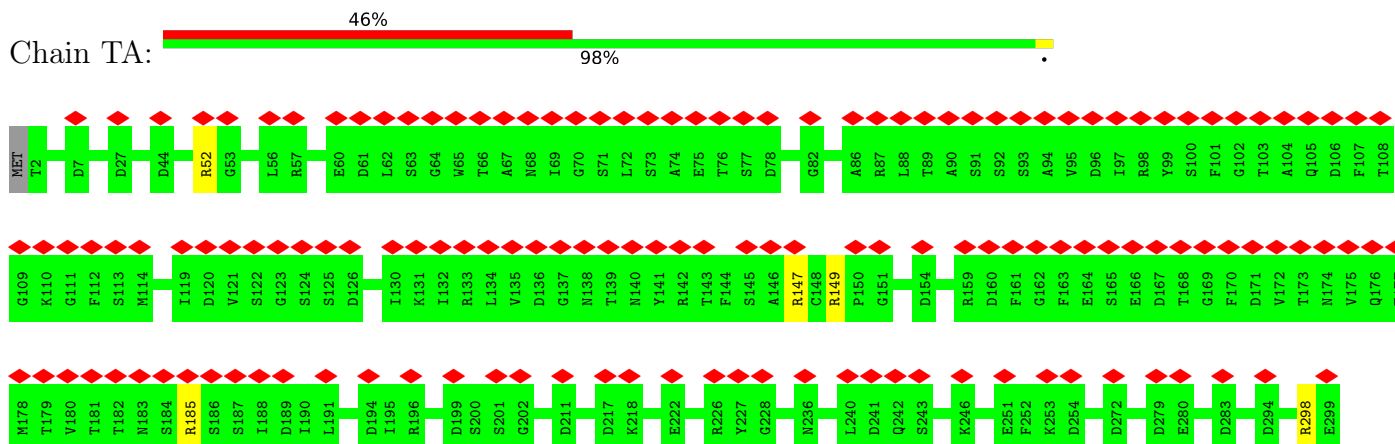 46%
Chain TA:
98%
.
MET T2 D7 D27 D44 R52 G53 L56 R57 E60 D61 L62 S63 G64 W65 T66 A67 N68 I69 G70 S71 L72 S73 A74 E75 T76 S77 D78 G82 A86 R87 L88 T89 A90 S91 S92 S93 A94 V95 D96 I97 R98 Y99 S100 F101 G102 T103 A104 Q105 D106 F107 T108
G109 K110 G111 F112 S113 M114 I119 D120 V121 S122 G123 S124 S125 D126 I130 K131 I132 R133 L134 V135 D136 G137 N138 T139 N140 Y141 R142 T143 F144 S145 A146 R147 C148 R149 P150 G151 D154 R159 D160 F161 G162 F163 E164 S165 E166 D167 T168 G169 F170 D171 V172 T173 N174 V175 Q176
M178 T179 V180 T181 T182 N183 S184 R185 S186 S187 I188 D189 I190 L191 D194 I195 R196 D199 S200 S201 G202 D211 D217 K218 E222 R226 Y227 G228 N236 L240 D241 Q242 S243 K246 E251 F252 K253 D254 D272 D279 E280 D283 D294 R298 E299